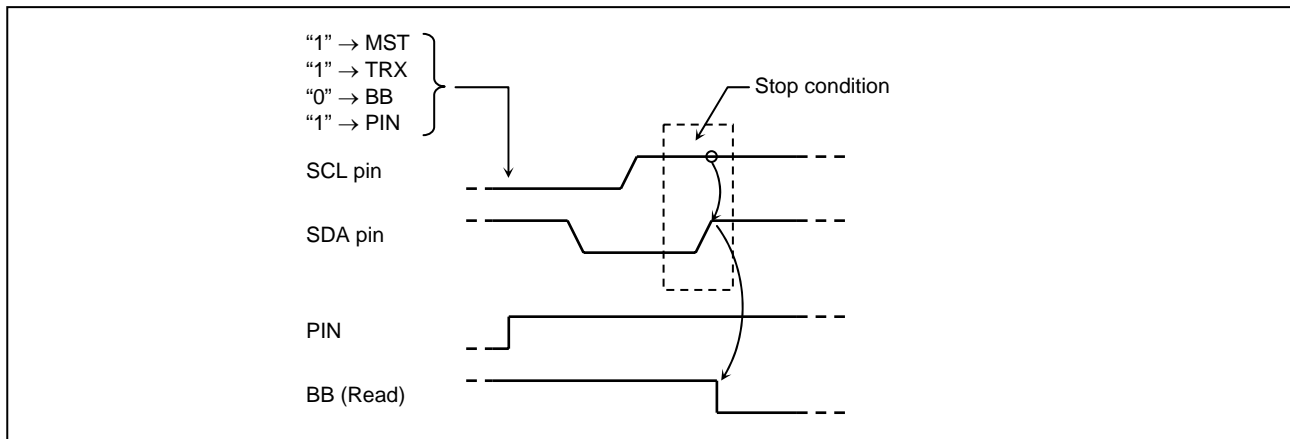 “1” → MST
“1” → TRX
“0” → BB
“1” → PIN
Stop condition
SCL pin
SDA pin
PIN
BB (Read)